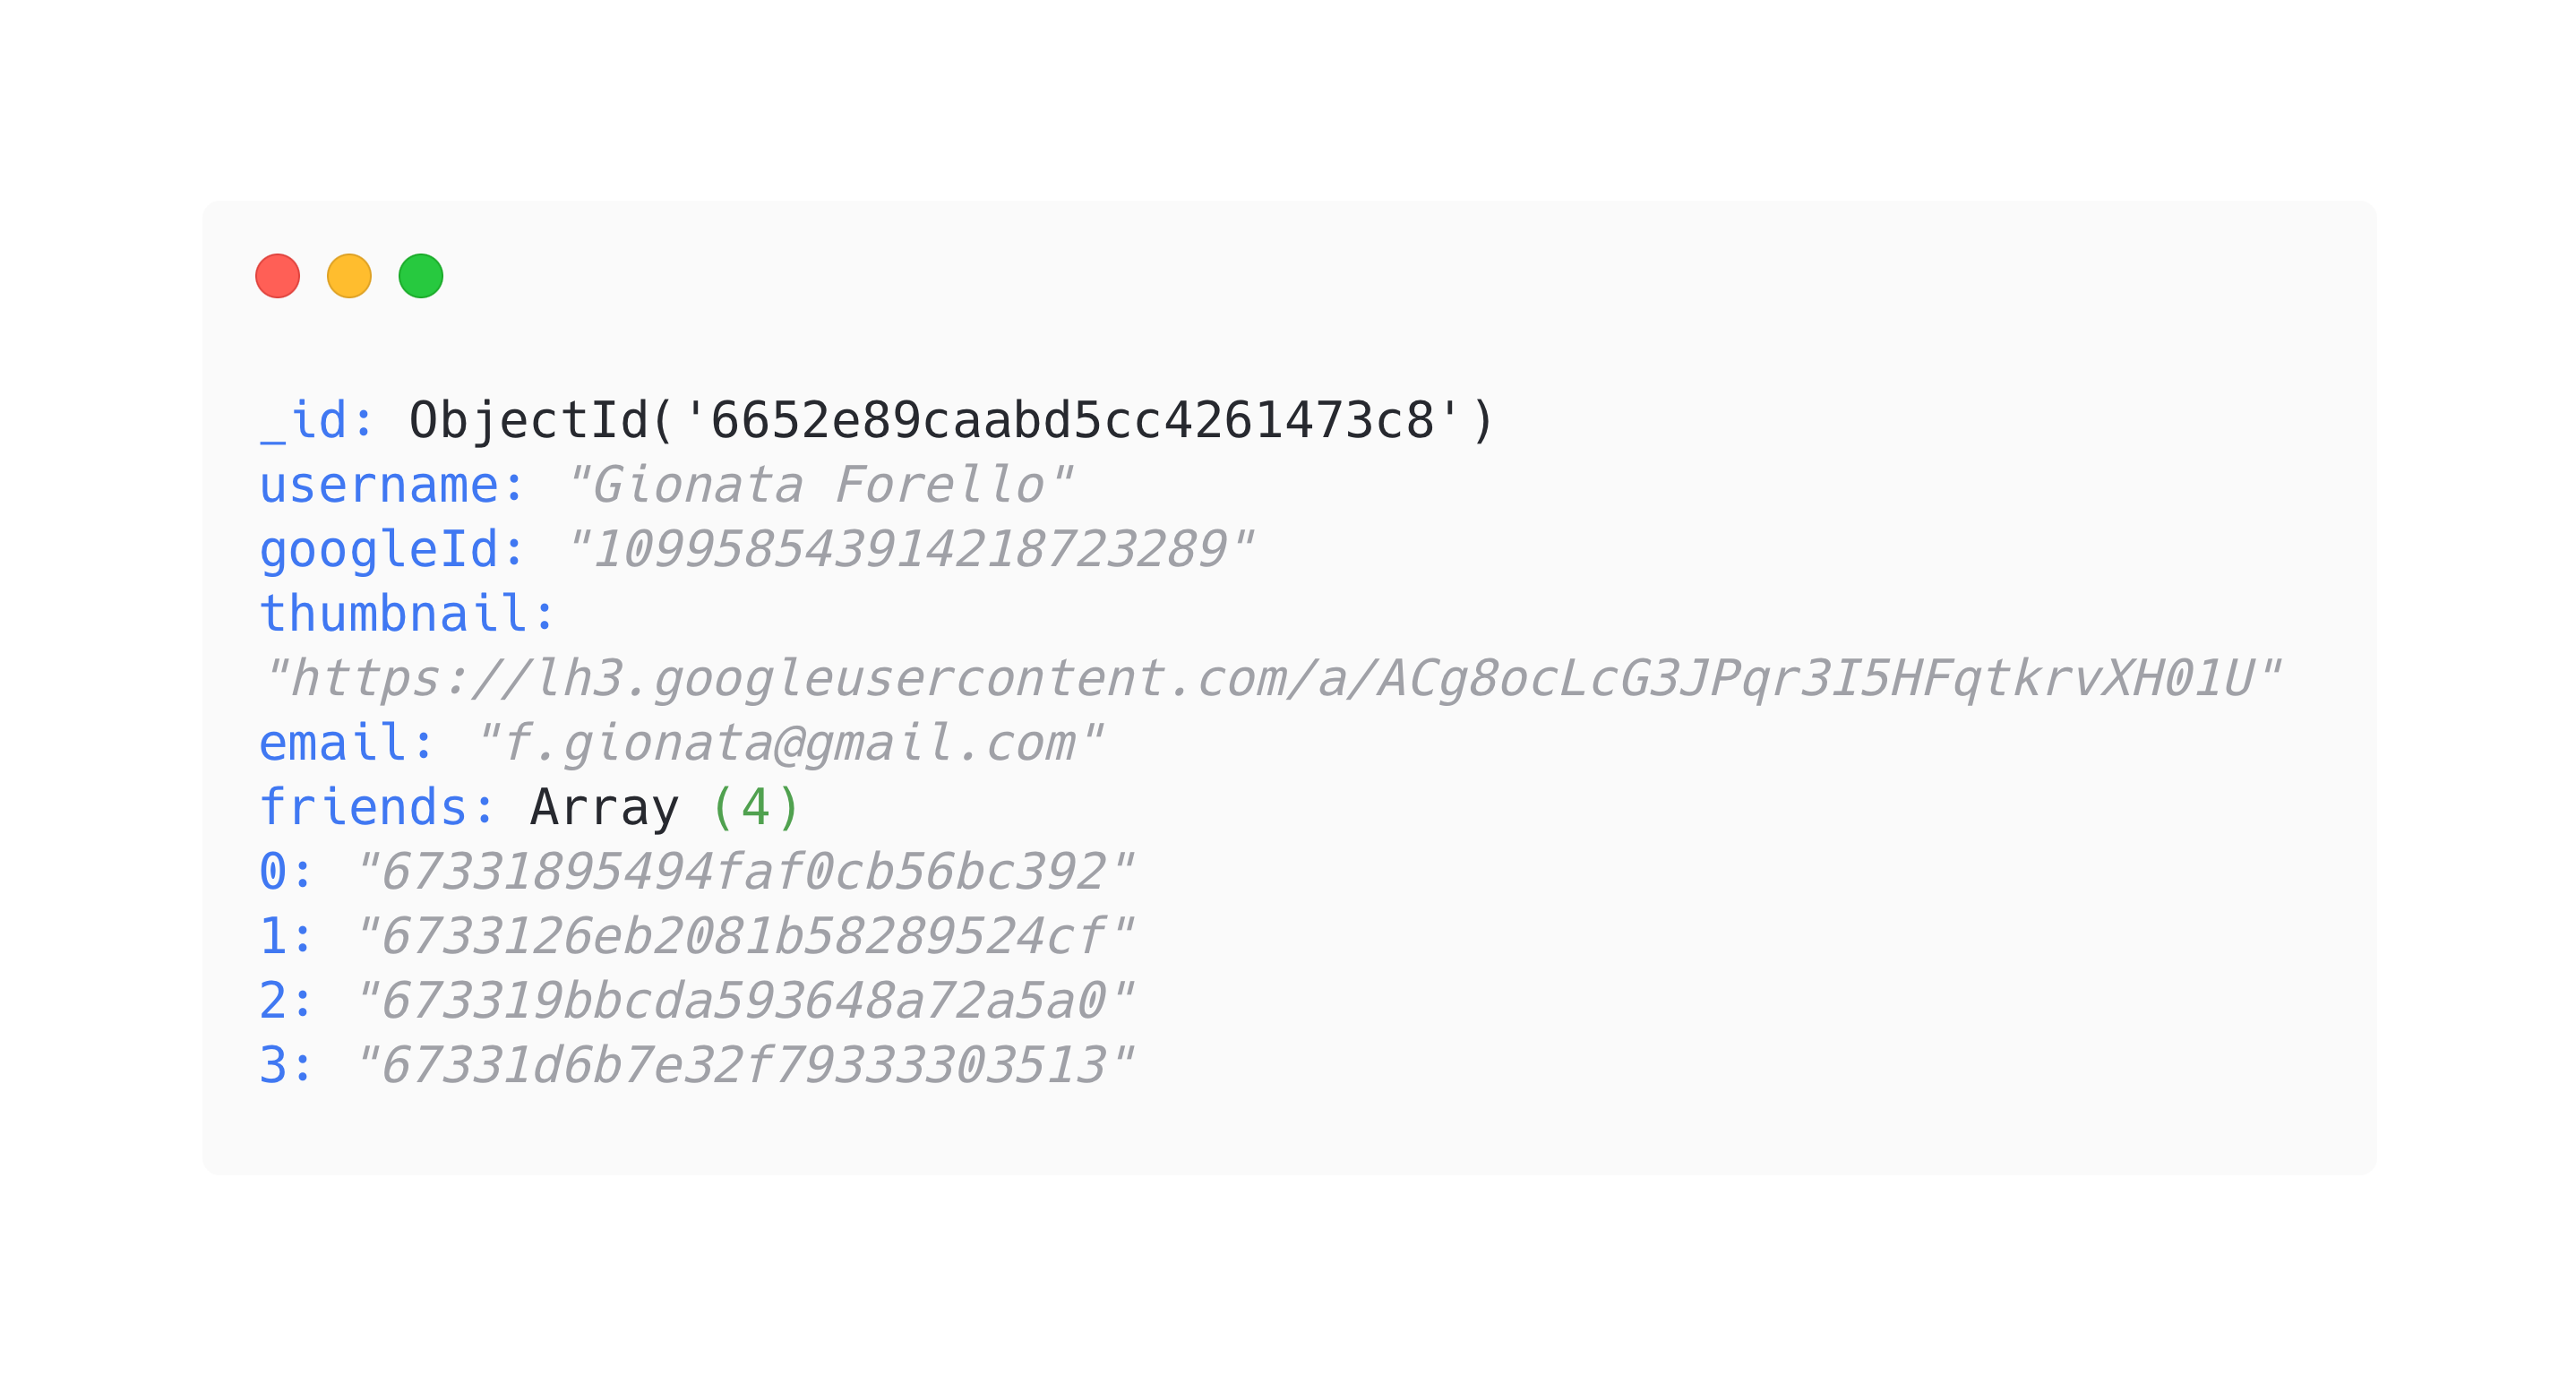 _id: ObjectId('6652e89caabd5cc4261473c8')
username: "Gionata Forello"
googleId: "109958543914218723289"
thumbnail:
"https://lh3.googleusercontent.com/a/ACg8ocLcG3JPqr3I5HFqtkrvXH01U"
email: "f.gionata@gmail.com"
friends: Array (4)
0: "67331895494faf0cb56bc392"
1: "6733126eb2081b58289524cf"
2: "673319bbcda593648a72a5a0"
3: "67331d6b7e32f79333303513"